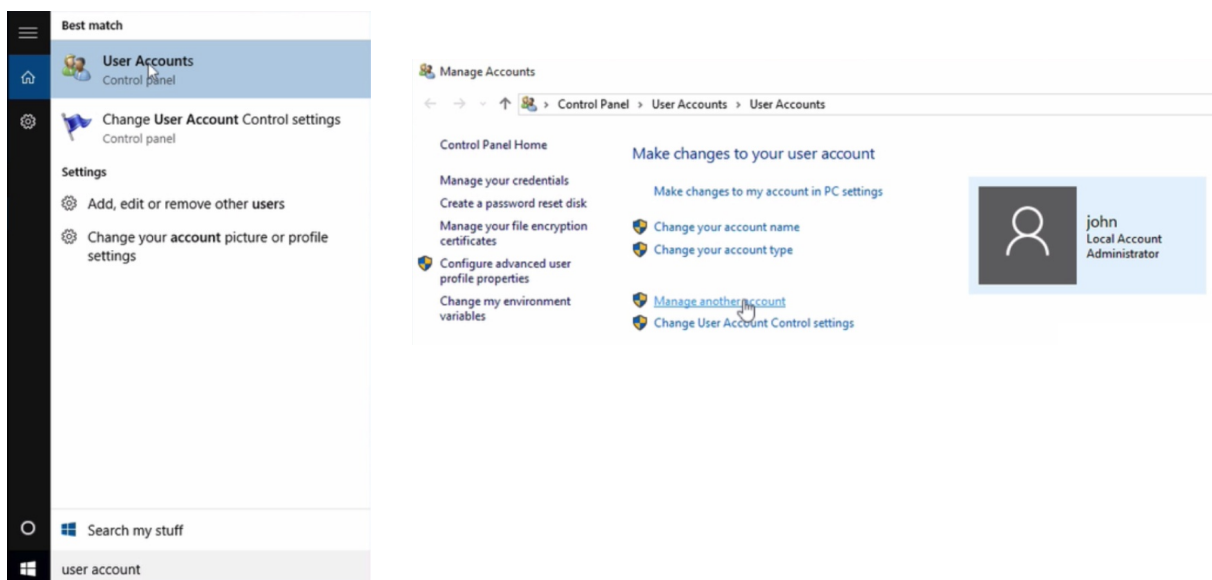 Best match
User Accounts
Control panel
Change User Account Control settings
Control panel
Settings
Add, edit or remove other users
Change your account picture or profile
settings
Search my stuff
user account
Manage Accounts
Control Panel > User Accounts > User Accounts
Control Panel Home
Manage your credentials
Create a password reset disk
Manage your file encryption
certificates
Configure advanced user
profile properties
Change my environment
variables
Make changes to your user account
Make changes to my account in PC settings
Change your account name
Change your account type
Manage another account
Change User Account Control settings
john
Local Account
Administrator